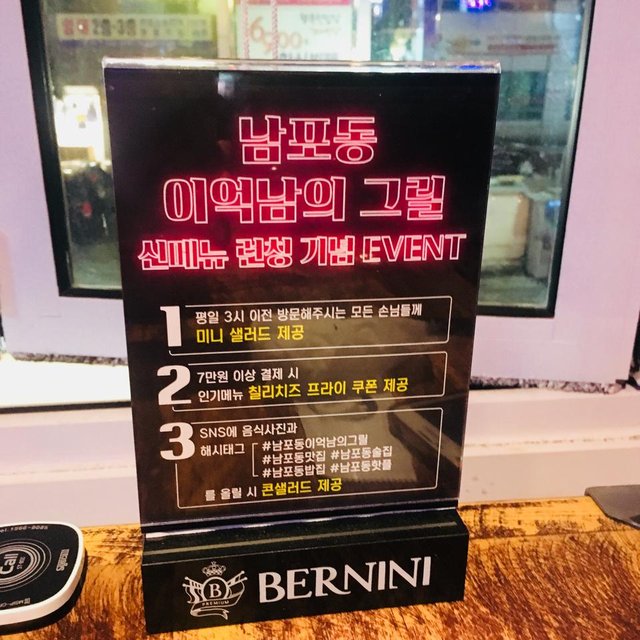 남포동
이억남의 그릴
신메뉴 런칭 기념 EVENT
1 평일 3시 이전 방문해주시는 모든 손님들께
미니 샐러드 제공
2 7만원 이상 결제 시
인기메뉴 칠리치즈 프라이 쿠폰 제공
3 SNS에 음식사진과
해시태그 #남포동이억남의그릴
#남포동맛집 #남포동술집
#남포동밥집 #남포동핫플
를 올릴 시 콘샐러드 제공
B
PREMIUM
BERNINI
Call